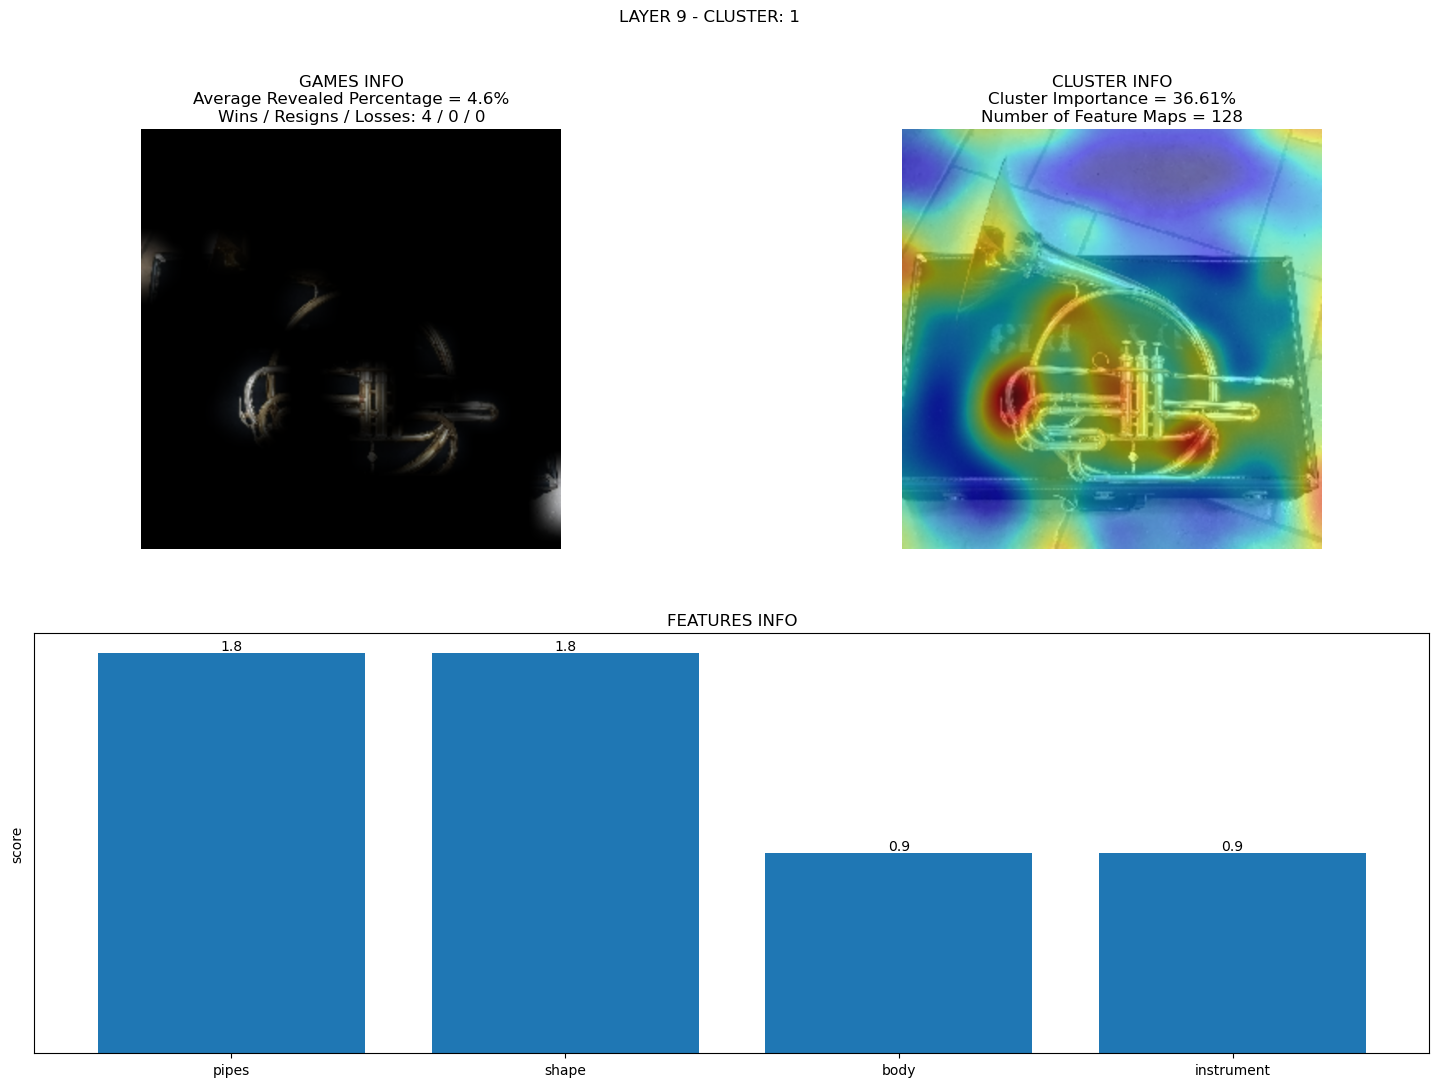 LAYER 9 - CLUSTER: 1
GAMES INFO
Average Revealed Percentage = 4.6%
Wins / Resigns / Losses: 4 / 0 / 0
CLUSTER INFO
Cluster Importance = 36.61%
Number of Feature Maps = 128
FEATURES INFO
score
1.8
1.8
0.9
0.9
pipes
shape
body
instrument